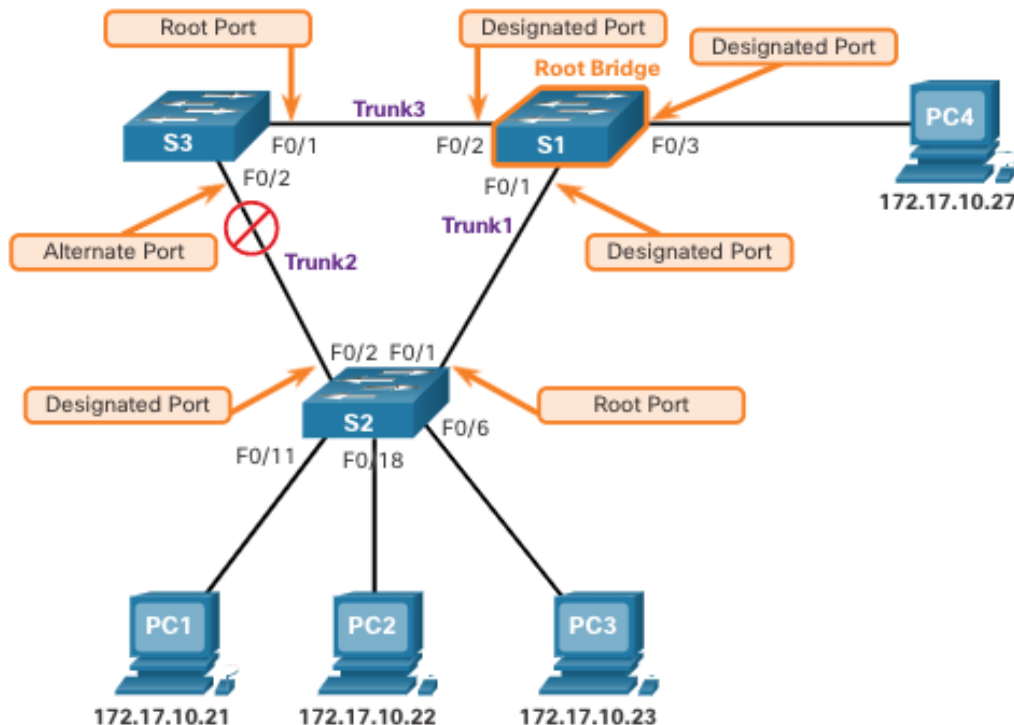 Root Port
Designated Port
Designated Port
Root Bridge
Trunk3
PC4
S3
F0/1
F0/2
S1
F0/3
F0/2
F0/1
172.17.10.27
Alternate Port
Trunk1
Designated Port
Trunk2
F0/2
F0/1
Designated Port
Root Port
S2
F0/6
F0/11
F0/18
PC1
PC2
PC3
172.17.10.21
172.17.10.22
172.17.10.23